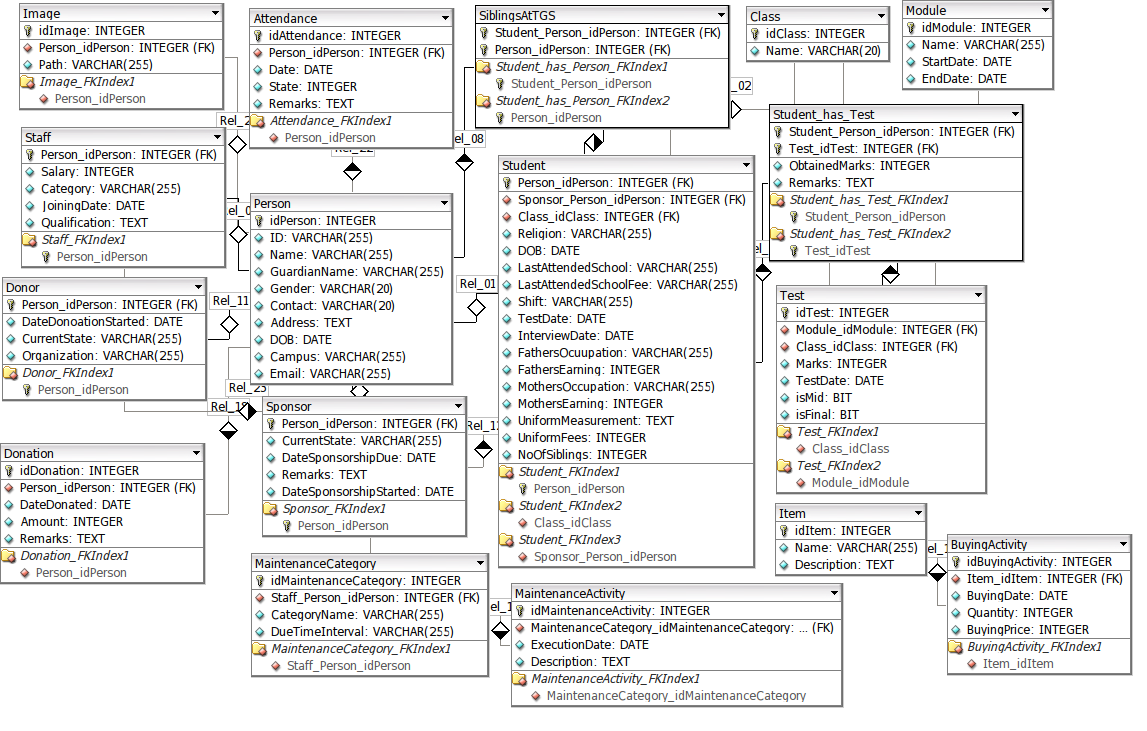 Image
idImage: INTEGER
Person_idPerson: INTEGER (FK)
Path: VARCHAR(255)
Image_FKIndex1
Person_idPerson
Attendance
idAttendance: INTEGER
Person_idPerson: INTEGER (FK)
Date: DATE
State: INTEGER
Remarks: TEXT
Attendance_FKIndex1
Person_idPerson
SiblingsAtTGS
Student_Person_idPerson: INTEGER (FK)
Person_idPerson: INTEGER (FK)
Student_has_Person_FKIndex1
Student_Person_idPerson
Student_has_Person_FKIndex2
Person_idPerson
Class
idClass: INTEGER
Name: VARCHAR(20)
Module
idModule: INTEGER
Name: VARCHAR(255)
StartDate: DATE
EndDate: DATE
_02
Student_has_Test
Student_Person_idPerson: INTEGER (FK)
Test_idTest: INTEGER (FK)
ObtainedMarks: INTEGER
Remarks: TEXT
Student_has_Test_FKIndex1
Student_Person_idPerson
Student_has_Test_FKIndex2
Test_idTest
Staff
Person_idPerson: INTEGER (FK)
Salary: INTEGER
Category: VARCHAR(255)
JoiningDate: DATE
Qualification: TEXT
Staff_FKIndex1
Person_idPerson
el_08
Person
idPerson: INTEGER
ID: VARCHAR(255)
Name: VARCHAR(255)
GuardianName: VARCHAR(255)
Gender: VARCHAR(20)
Contact: VARCHAR(20)
Address: TEXT
DOB: DATE
Campus: VARCHAR(255)
Email: VARCHAR(255)
Rel_01
Student
Person_idPerson: INTEGER (FK)
Sponsor_Person_idPerson: INTEGER (FK)
Class_idClass: INTEGER (FK)
Religion: VARCHAR(255)
DOB: DATE
LastAttendedSchool: VARCHAR(255)
LastAttendedSchoolFee: VARCHAR(255)
Shift: VARCHAR(255)
TestDate: DATE
InterviewDate: DATE
FathersOcuupation: VARCHAR(255)
FathersEarning: INTEGER
MothersOccupation: VARCHAR(255)
MothersEarning: INTEGER
UniformMeasurement: TEXT
UniformFees: INTEGER
NoOfSiblings: INTEGER
Student_FKIndex1
Person_idPerson
Student_FKIndex2
Class_idClass
Student_FKIndex3
Sponsor_Person_idPerson
Test
idTest: INTEGER
Module_idModule: INTEGER (FK)
Class_idClass: INTEGER (FK)
Marks: INTEGER
TestDate: DATE
isMid: BIT
isFinal: BIT
Test_FKIndex1
Class_idClass
Test_FKIndex2
Module_idModule
Donor
Person_idPerson: INTEGER (FK)
DateDonoationStarted: DATE
CurrentState: VARCHAR(255)
Organization: VARCHAR(255)
Donor_FKIndex1
Person_idPerson
Rel_11
Sponsor
Person_idPerson: INTEGER (FK)
CurrentState: VARCHAR(255)
DateSponsorshipDue: DATE
Remarks: TEXT
DateSponsorshipStarted: DATE
Sponsor_FKIndex1
Person_idPerson
Donation
idDonation: INTEGER
Person_idPerson: INTEGER (FK)
DateDonated: DATE
Amount: INTEGER
Remarks: TEXT
Donation_FKIndex1
Person_idPerson
MaintenanceCategory
idMaintenanceCategory: INTEGER
Staff_Person_idPerson: INTEGER (FK)
CategoryName: VARCHAR(255)
DueTimeInterval: VARCHAR(255)
MaintenanceCategory_FKIndex1
Staff_Person_idPerson
MaintenanceActivity
idMaintenanceActivity: INTEGER
MaintenanceCategory_idMaintenanceCategory: ... (FK)
ExecutionDate: DATE
Description: TEXT
MaintenanceActivity_FKIndex1
MaintenanceCategory_idMaintenanceCategory
Item
idItem: INTEGER
Name: VARCHAR(255)
Description: TEXT
BuyingActivity
idBuyingActivity: INTEGER
Item_idItem: INTEGER (FK)
BuyingDate: DATE
Quantity: INTEGER
BuyingPrice: INTEGER
BuyingActivity_FKIndex1
Item_idItem